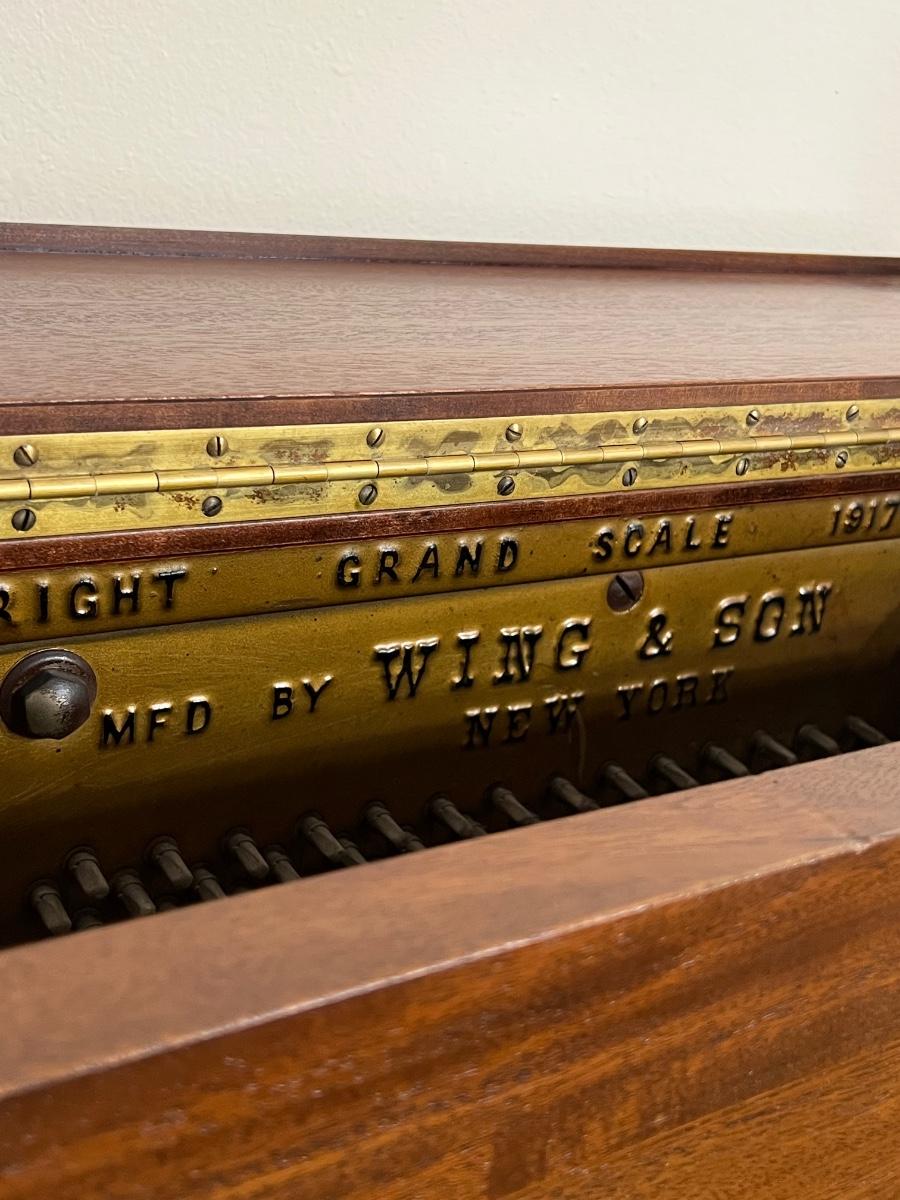 RIGHT GRAND SCALE 1917
MFD BY WING & SON
NEW YORK